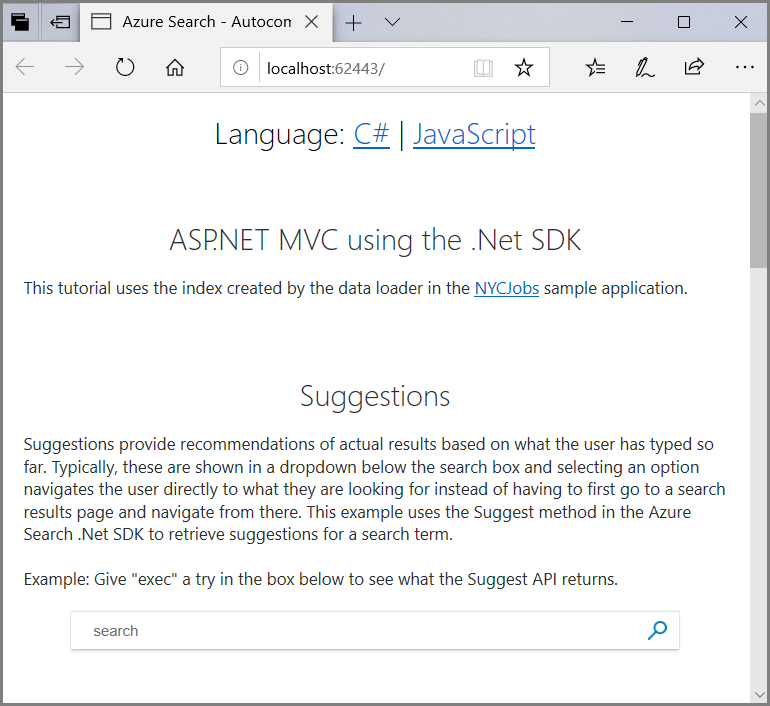 Azure Search - Autocon
localhost:62443/
Language: C# | JavaScript
ASP.NET MVC using the .Net SDK
This tutorial uses the index created by the data loader in the NYCJobs sample application.
Suggestions
Suggestions provide recommendations of actual results based on what the user has typed so
far. Typically, these are shown in a dropdown below the search box and selecting an option
navigates the user directly to what they are looking for instead of having to first go to a search
results page and navigate from there. This example uses the Suggest method in the Azure
Search .Net SDK to retrieve suggestions for a search term.
Example: Give "exec" a try in the box below to see what the Suggest API returns.
search